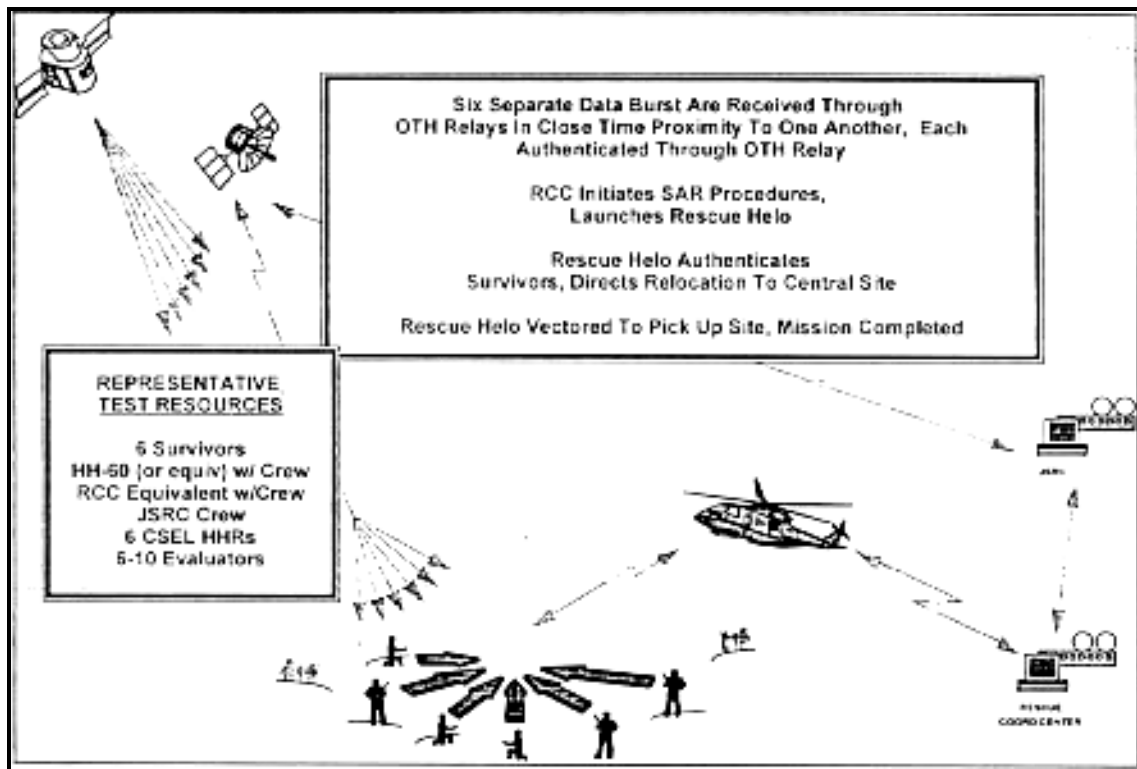 Six Separate Data Burst Are Received Through
OTH Relays In Close Time Proximity To One Another, Each
Authenticated Through OTH Relay
RCC Initiates SAR Procedures,
Launches Rescue Helo
Rescue Helo Authenticates
Survivors, Directs Relocation To Central Site
Rescue Helo Vectored To Pick Up Site, Mission Completed
REPRESENTATIVE
TEST RESOURCES
6 Survivors
HH-60 (or equiv) w/ Crew
RCC Equivalent w/Crew
JSRC Crew
6 CSEL HHRs
5-10 Evaluators
JSRC
RESCUE
COORD CENTER